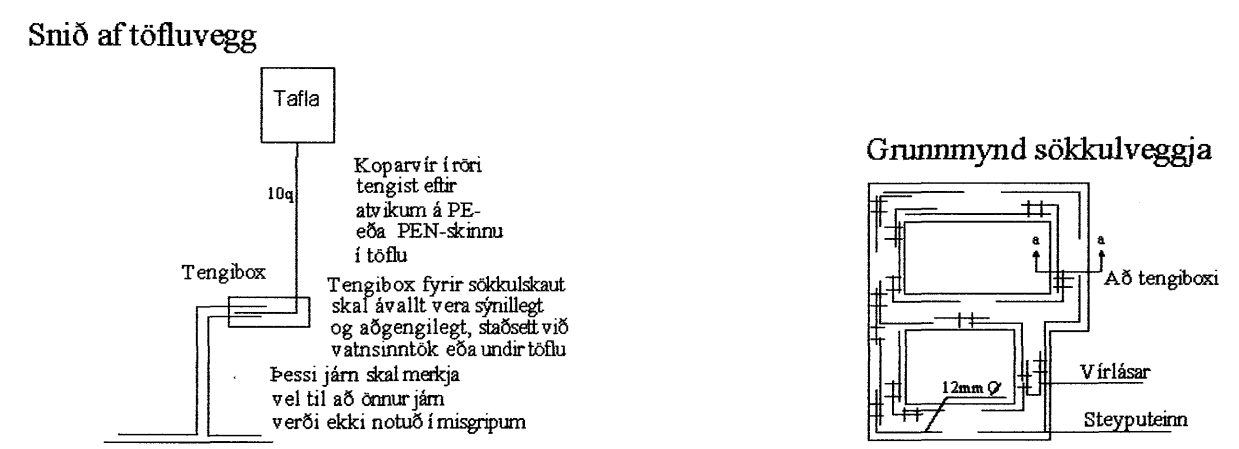 Snið af töfluvegg
Tafla
10q
Koparvír í röri
tengist eftir
atvikum á PE-
eða PEN-skinnu
í töflu
Tengibox
Tengibox fyrir sökkulskaut
skal ávallt vera sýnillegt
og aðgengilegt, staðsett við
vatnsinntök eða undir töflu
Þessi járn skal merkja
vel til að önnur járn
verði ekki notuð í misgripum
Grunnmynd sökkulveggja
a a
Að tengiboxi
Vírlásar
12mm Ø
Steyputeinn